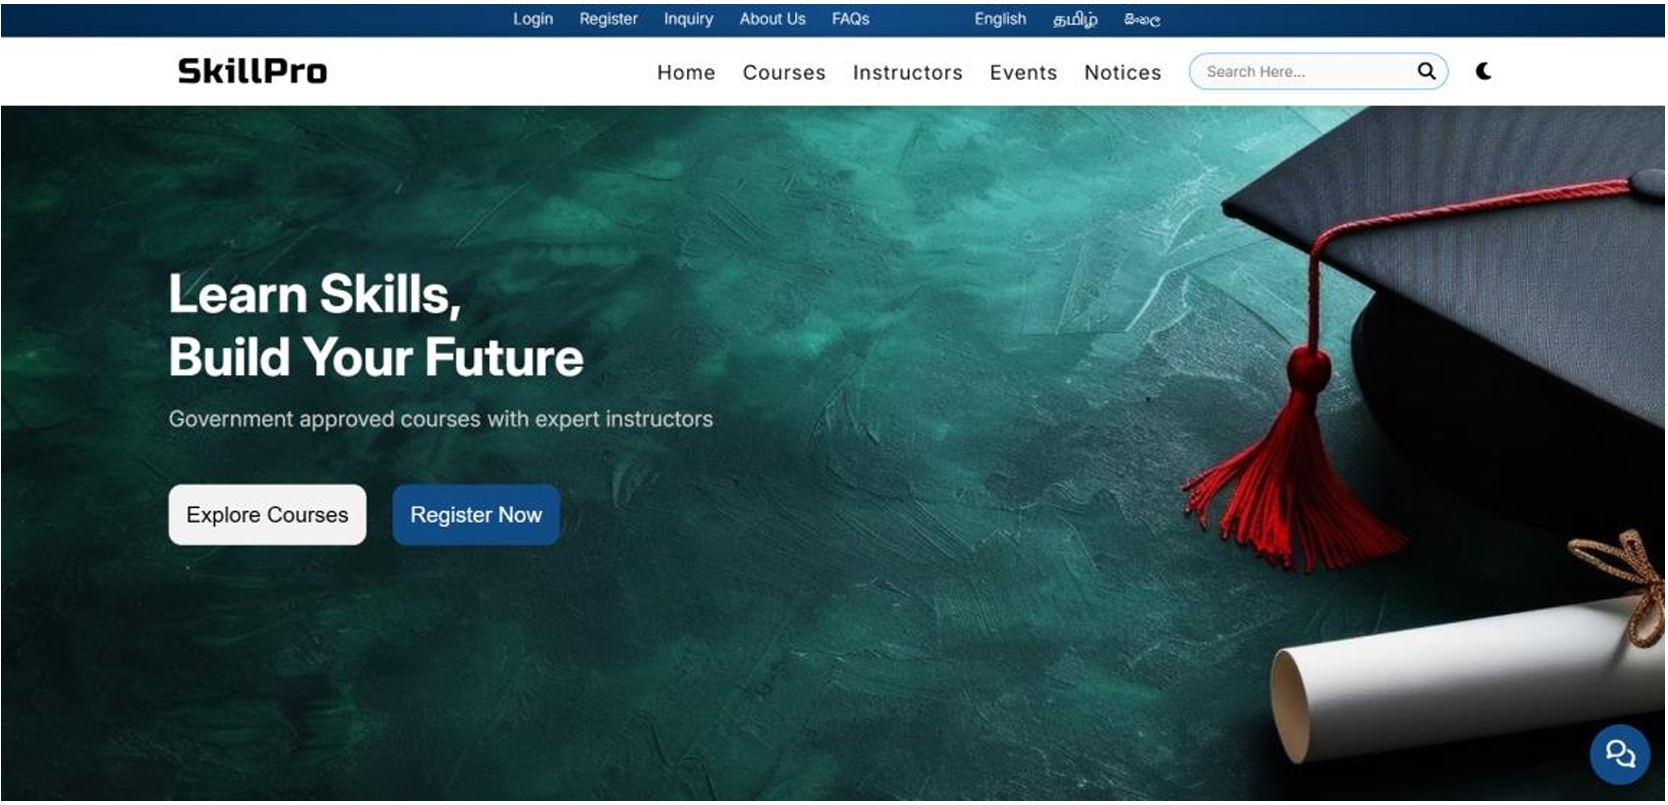 Login Register Inquiry About Us FAQs English தமிழ் සිංහල
SkillPro Home Courses Instructors Events Notices Search Here...
Learn Skills,
Build Your Future
Government approved courses with expert instructors
Explore Courses Register Now